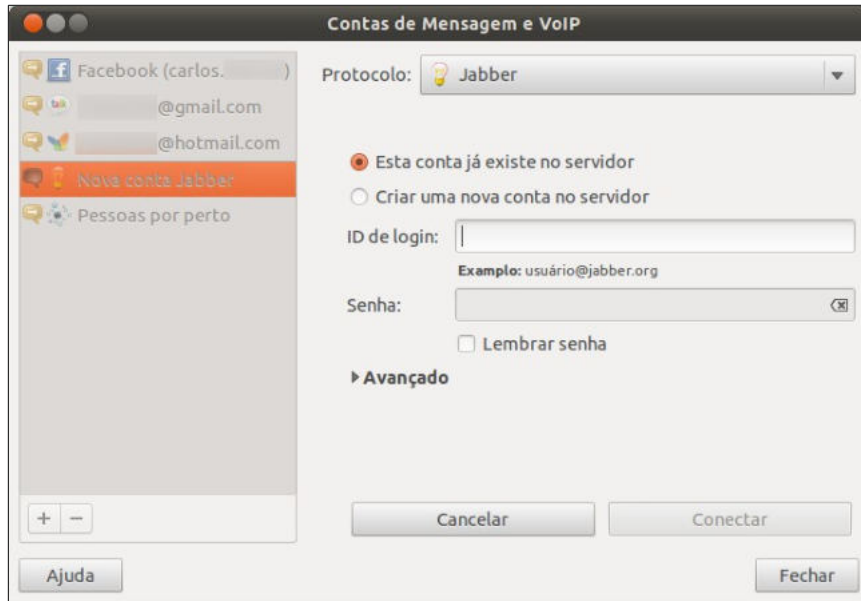 Contas de Mensagem e VoIP
Facebook (carlos. )
@gmail.com
@hotmail.com
Nova conta Jabber
Pessoas por perto
Protocolo: Jabber
Esta conta já existe no servidor
Criar uma nova conta no servidor
ID de login:
Examplo: usuário@jabber.org
Senha:
Lembrar senha
Avançado
+ −
Cancelar
Conectar
Ajuda
Fechar